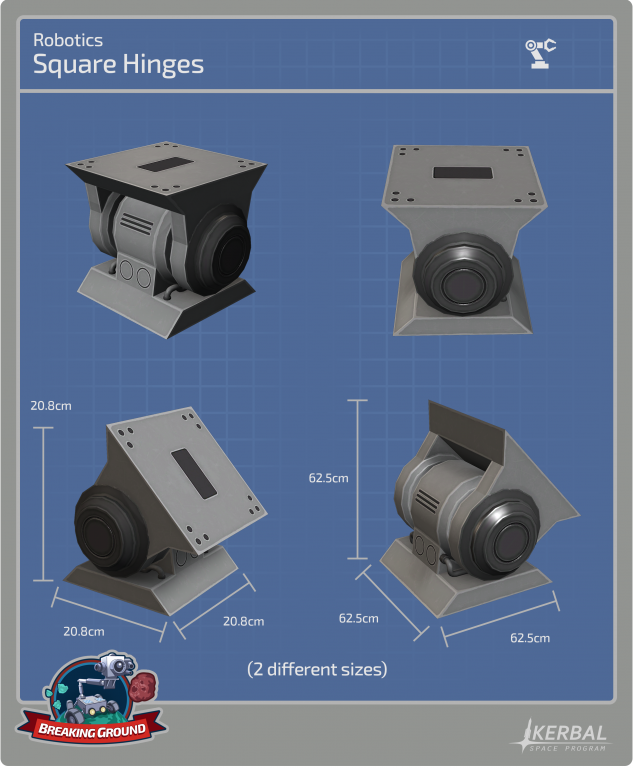 Robotics
Square Hinges
20.8cm
20.8cm
20.8cm
62.5cm
62.5cm
62.5cm
(2 different sizes)
BREAKING GROUND
KERBAL
SPACE PROGRAM